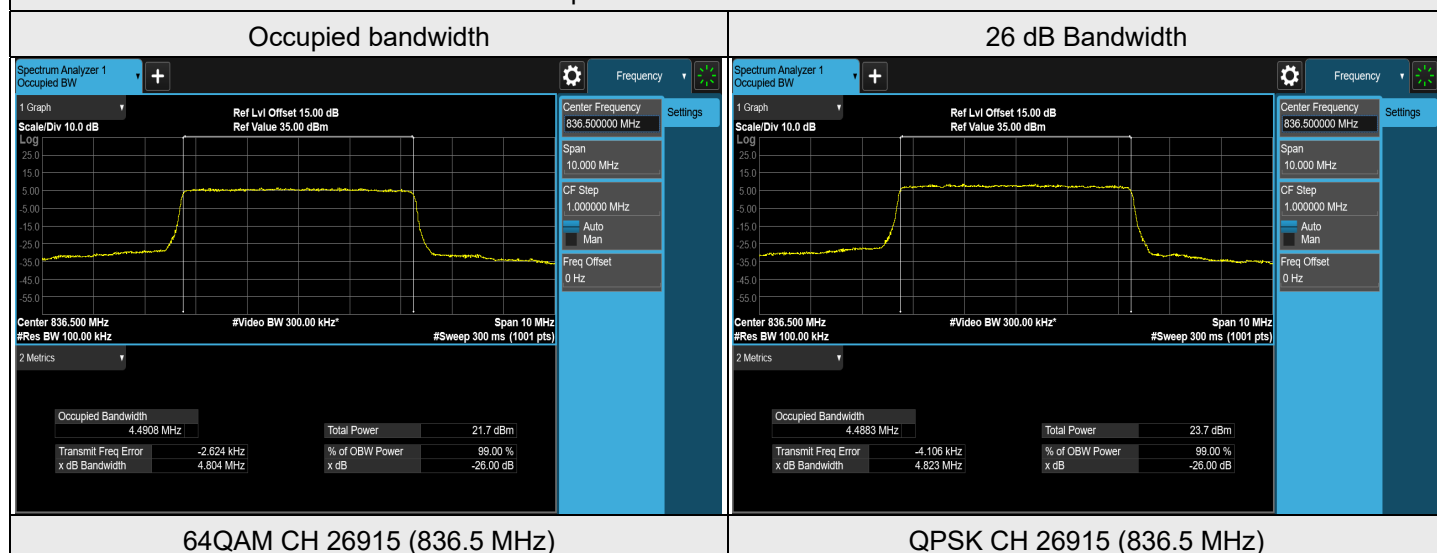 Occupied bandwidth
26 dB Bandwidth
Spectrum Analyzer 1
Occupied BW
+
Frequency
1 Graph
Ref Lvl Offset 15.00 dB
Scale/Div 10.0 dB
Ref Value 35.00 dBm
Log
25.0
15.0
5.00
-5.00
-15.0
-25.0
-35.0
-45.0
-55.0
Center 836.500 MHz
#Video BW 300.00 kHz*
Span 10 MHz
#Res BW 100.00 kHz
#Sweep 300 ms (1001 pts)
Center Frequency
836.500000 MHz
Settings
Span
10.000 MHz
CF Step
1.000000 MHz
Auto
Man
Freq Offset
0 Hz
2 Metrics
Occupied Bandwidth
4.4908 MHz
Total Power 21.7 dBm
Transmit Freq Error -2.624 kHz
% of OBW Power 99.00 %
x dB Bandwidth 4.804 MHz
x dB -26.00 dB
Spectrum Analyzer 1
Occupied BW
+
Frequency
1 Graph
Ref Lvl Offset 15.00 dB
Scale/Div 10.0 dB
Ref Value 35.00 dBm
Log
25.0
15.0
5.00
-5.00
-15.0
-25.0
-35.0
-45.0
-55.0
Center 836.500 MHz
#Video BW 300.00 kHz*
Span 10 MHz
#Res BW 100.00 kHz
#Sweep 300 ms (1001 pts)
Center Frequency
836.500000 MHz
Settings
Span
10.000 MHz
CF Step
1.000000 MHz
Auto
Man
Freq Offset
0 Hz
2 Metrics
Occupied Bandwidth
4.4883 MHz
Total Power 23.7 dBm
Transmit Freq Error -4.106 kHz
% of OBW Power 99.00 %
x dB Bandwidth 4.823 MHz
x dB -26.00 dB
64QAM CH 26915 (836.5 MHz)
QPSK CH 26915 (836.5 MHz)